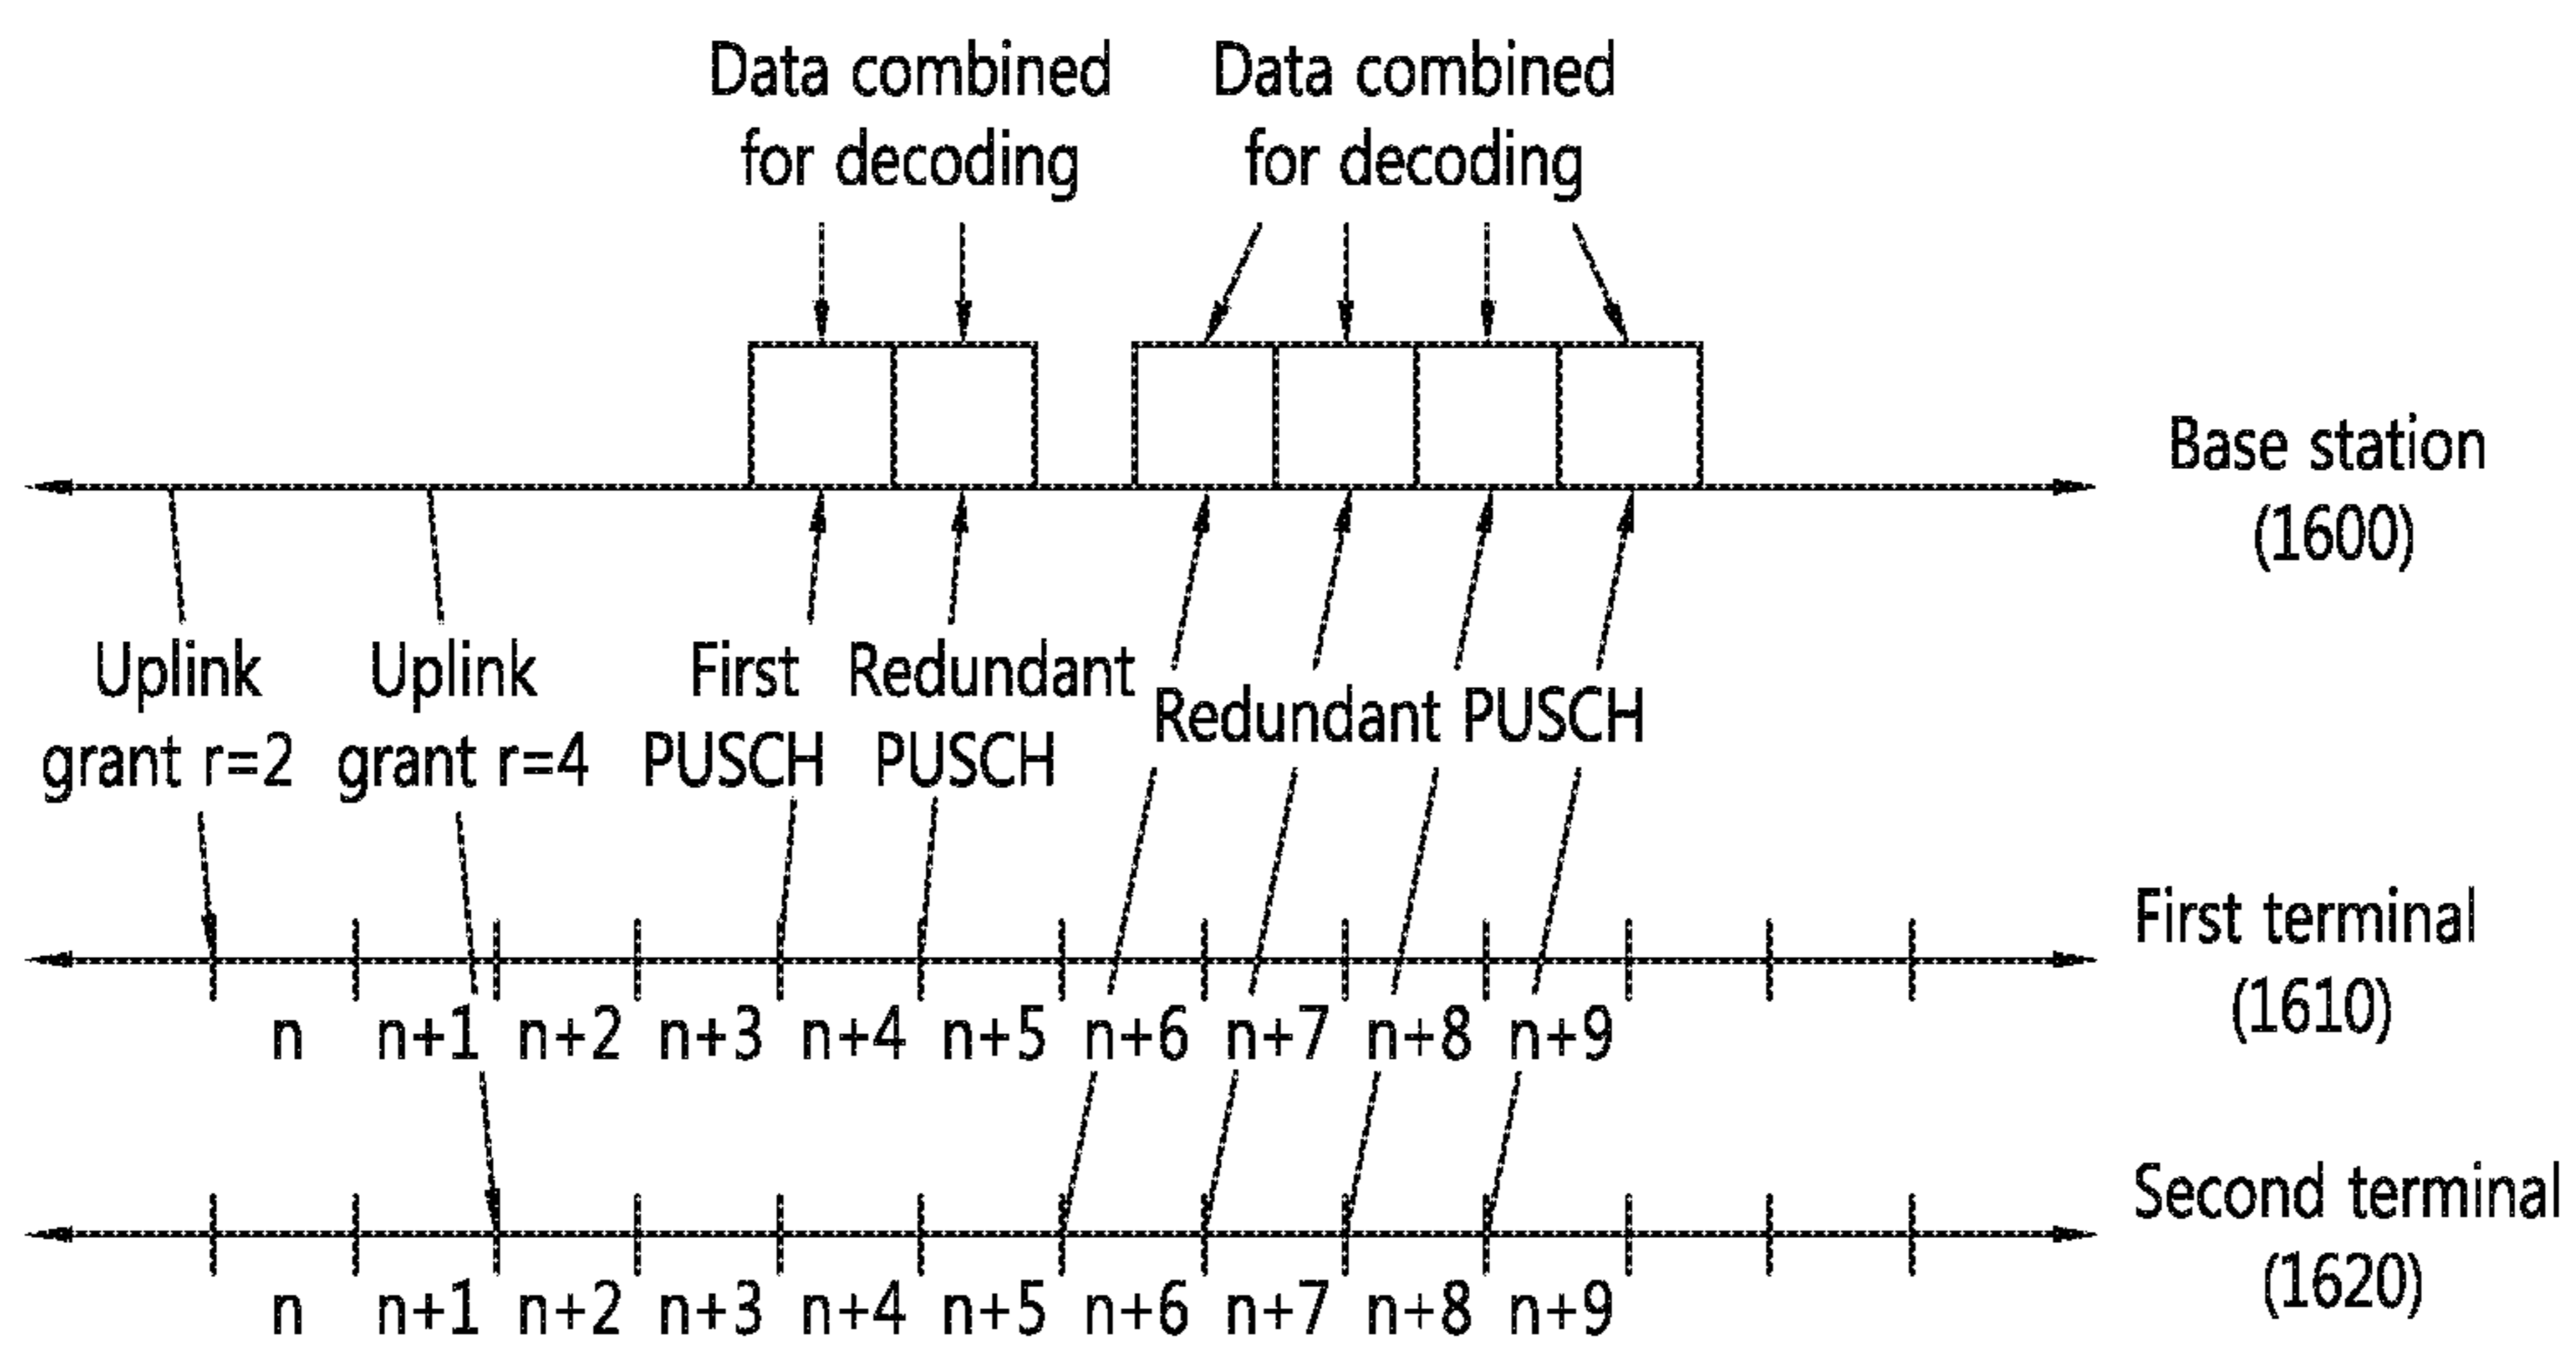 Data combined
for decoding
Data combined
for decoding
Base station
(1600)
Uplink
grant r=2
Uplink
grant r=4
First
PUSCH
Redundant
PUSCH
Redundant PUSCH
First terminal
(1610)
n n+1 n+2 n+3 n+4 n+5 n+6 n+7 n+8 n+9
Second terminal
(1620)
n n+1 n+2 n+3 n+4 n+5 n+6 n+7 n+8 n+9